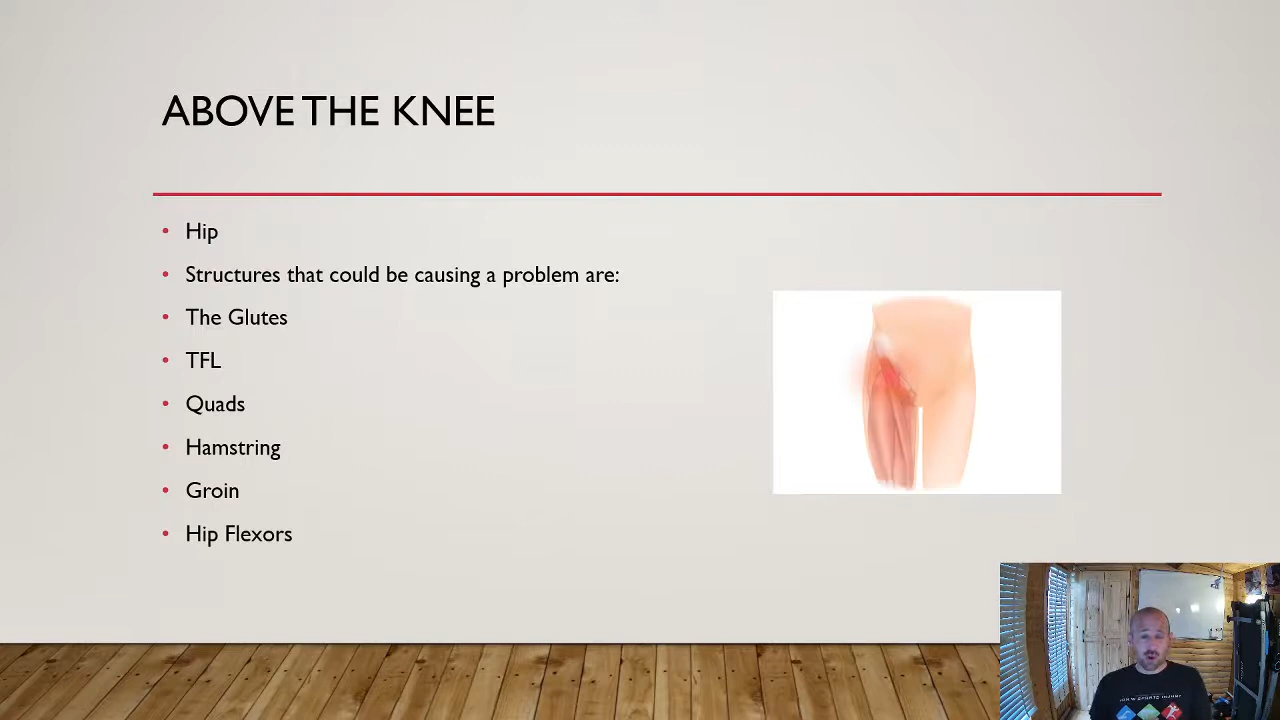 ABOVE THE KNEE
Hip
Structures that could be causing a problem are:
The Glutes
TFL
Quads
Hamstring
Groin
Hip Flexors